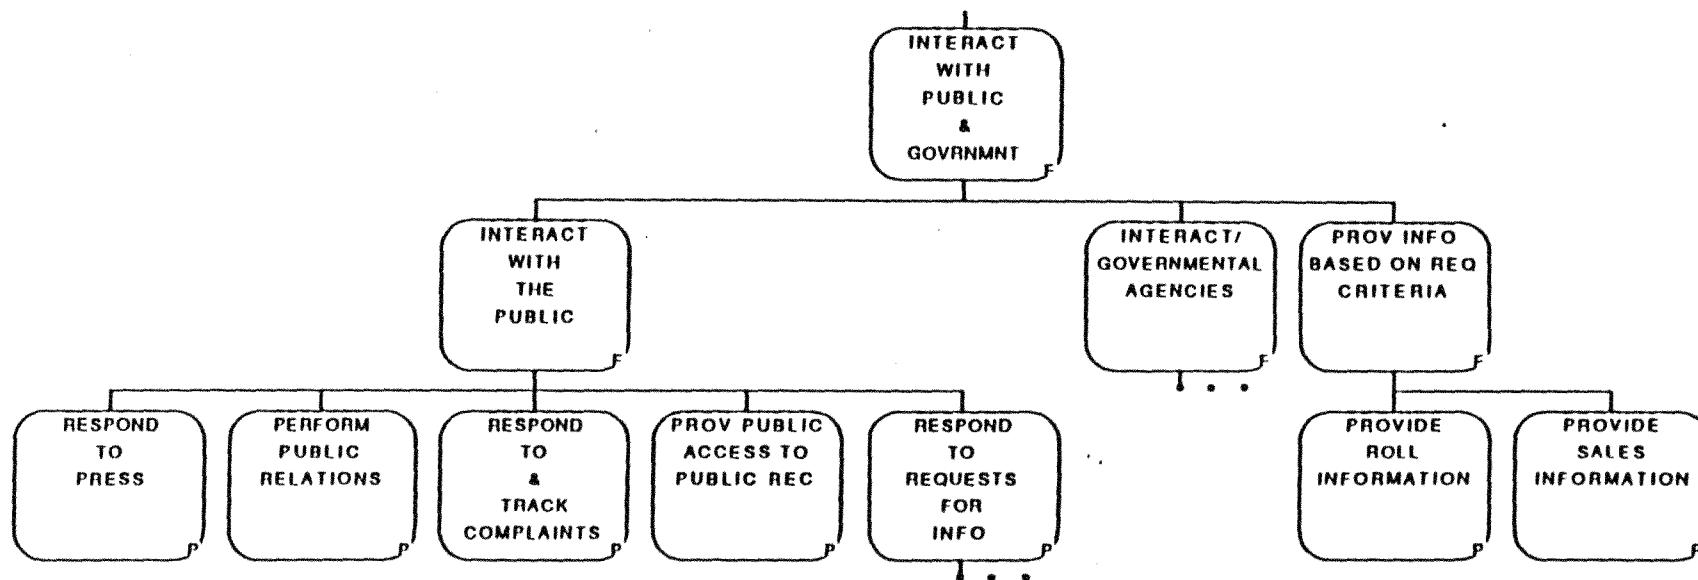 INTERACT
WITH
PUBLIC
&
GOVRNMNT
F
INTERACT
WITH
THE
PUBLIC
F
INTERACT/
GOVERNMENTAL
AGENCIES
F
PROV INFO
BASED ON REQ
CRITERIA
F
RESPOND
TO
PRESS
P
PERFORM
PUBLIC
RELATIONS
P
RESPOND
TO
&
TRACK
COMPLAINTS
P
PROV PUBLIC
ACCESS TO
PUBLIC REC
P
RESPOND
TO
REQUESTS
FOR
INFO
P
PROVIDE
ROLL
INFORMATION
P
PROVIDE
SALES
INFORMATION
P